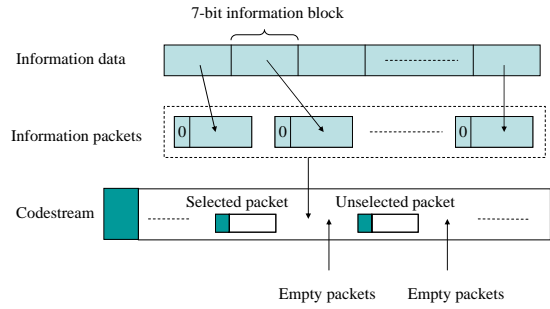 7-bit information block
Information data
Information packets
0
0
0
Codestream
Selected packet
Unselected packet
Empty packets
Empty packets